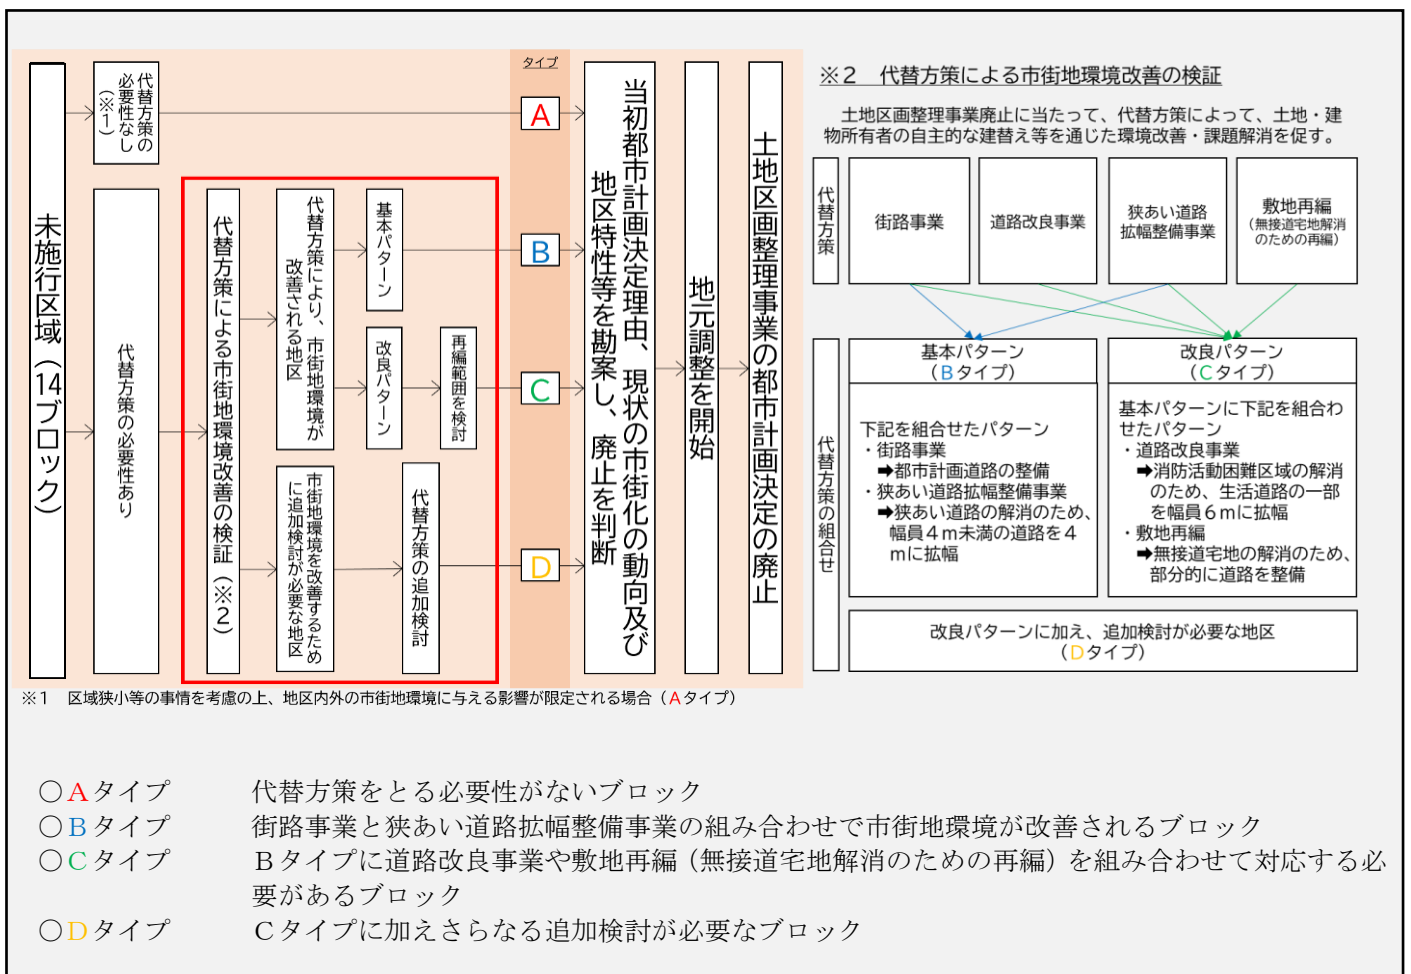 未施行区域（14ブロック）
代替方策の
必要性なし
（※１）
代替方策の必要性あり
代替方策による市街地環境改善の検証（※２）
代替方策により、市街地環境が
改善される地区
市街地環境を改善するため
に追加検討が必要な地区
基本パターン
改良パターン
再編範囲を検討
代替方策の追加検討
タイプ
A
B
C
D
当初都市計画決定理由、現状の市街化の動向及び
地区特性等を勘案し、廃止を判断
地元調整を開始
土地区画整理事業の都市計画決定の廃止
※１　区域狭小等の事情を考慮の上、地区内外の市街地環境に与える影響が限定される場合（Aタイプ）
※２　代替方策による市街地環境改善の検証
土地区画整理事業廃止に当たって、代替方策によって、土地・建
物所有者の自主的な建替え等を通じた環境改善・課題解消を促す。
代替方策
街路事業
道路改良事業
狭あい道路
拡幅整備事業
敷地再編
（無接道宅地解消
のための再編）
代替方策の組合せ
基本パターン
（Bタイプ）
下記を組合せたパターン
・街路事業
➡都市計画道路の整備
・狭あい道路拡幅整備事業
➡狭あい道路の解消のため、
幅員４ｍ未満の道路を４
ｍに拡幅
改良パターン
（Cタイプ）
基本パターンに下記を組合わ
せたパターン
・道路改良事業
➡消防活動困難区域の解消
のため、生活道路の一部
を幅員６ｍに拡幅
・敷地再編
➡無接道宅地の解消のため、
部分的に道路を整備
改良パターンに加え、追加検討が必要な地区
（Dタイプ）
○Ａタイプ　代替方策をとる必要性がないブロック
○Ｂタイプ　街路事業と狭あい道路拡幅整備事業の組み合わせで市街地環境が改善されるブロック
○Ｃタイプ　Ｂタイプに道路改良事業や敷地再編（無接道宅地解消のための再編）を組み合わせて対応する必
要があるブロック
○Ｄタイプ　Ｃタイプに加えさらなる追加検討が必要なブロック